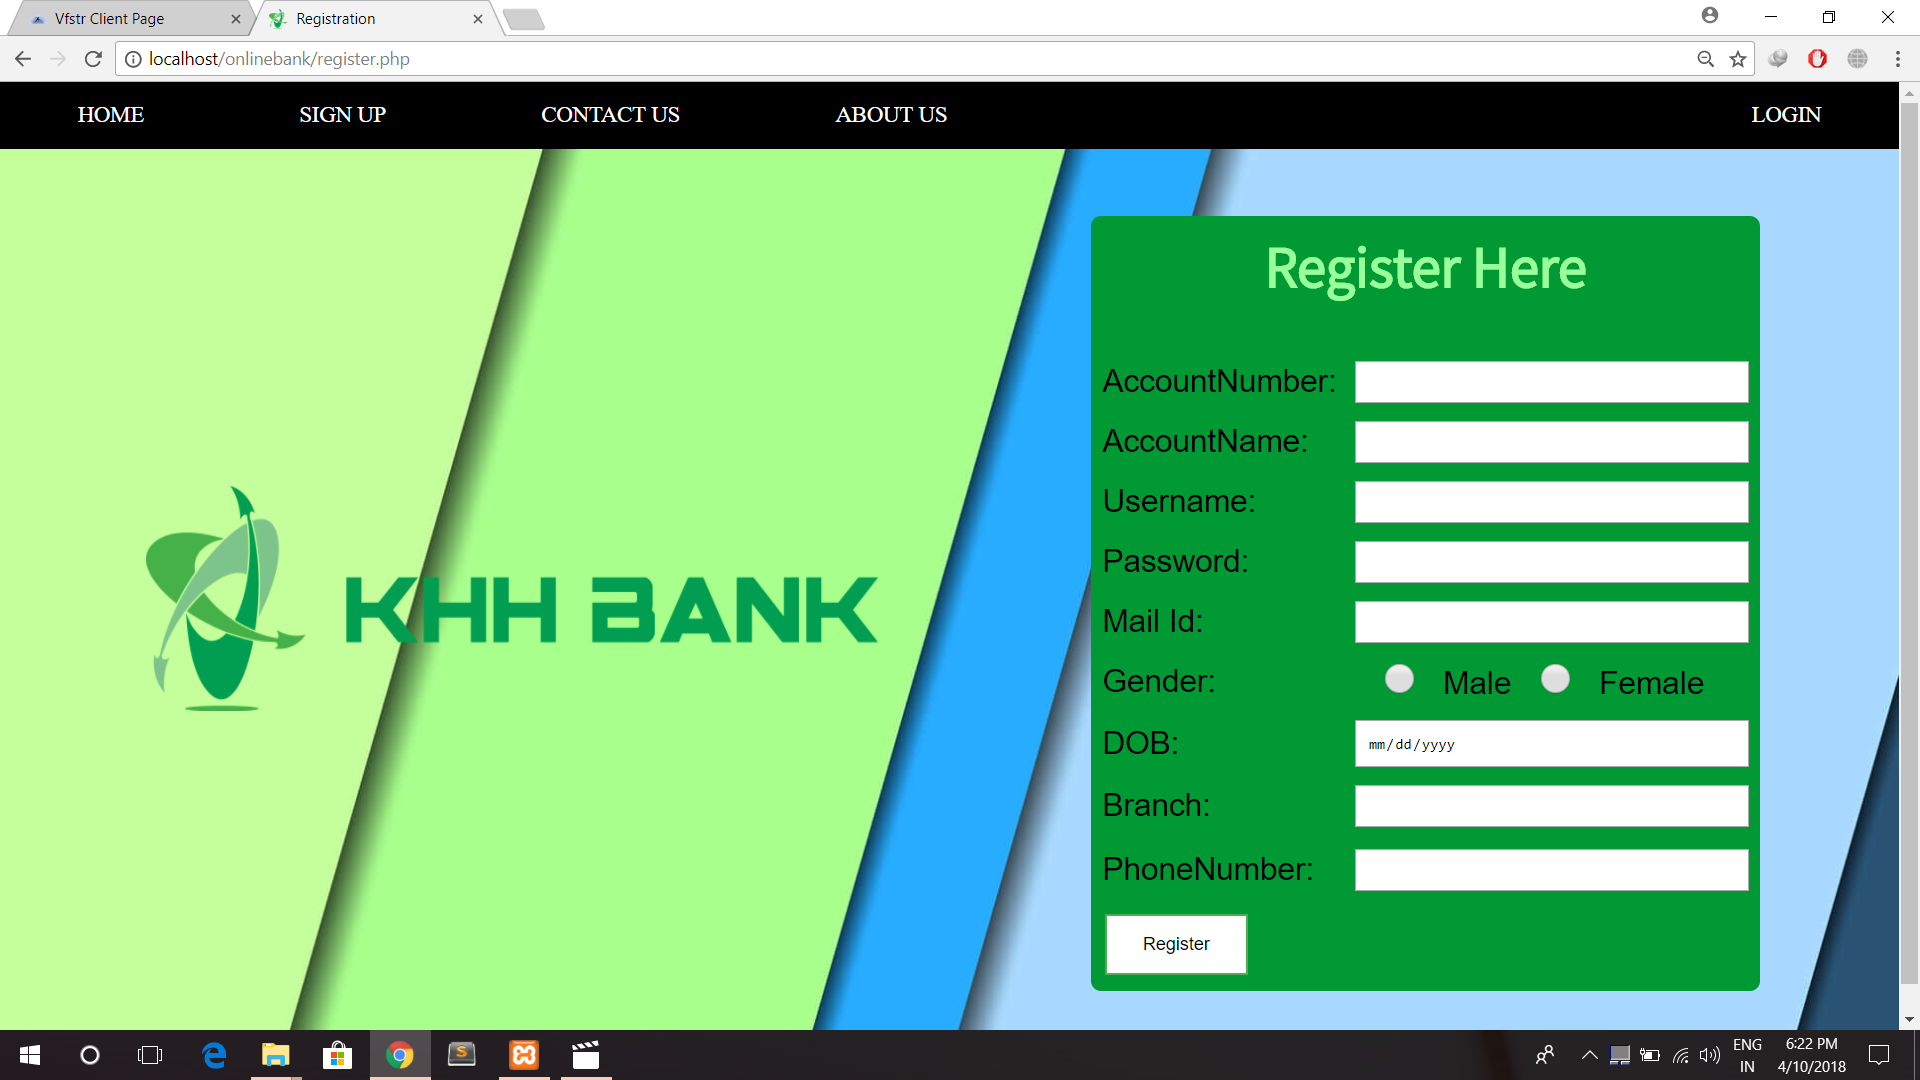 Vfstr Client Page
Registration
localhost/onlinebank/register.php
HOME SIGN UP CONTACT US ABOUT US LOGIN
Register Here
AccountNumber:
AccountName:
Username:
Password:
Mail Id:
Gender: Male Female
DOB: mm/dd/yyyy
Branch:
PhoneNumber:
Register
KHH BANK
ENG
IN
6:22 PM
4/10/2018